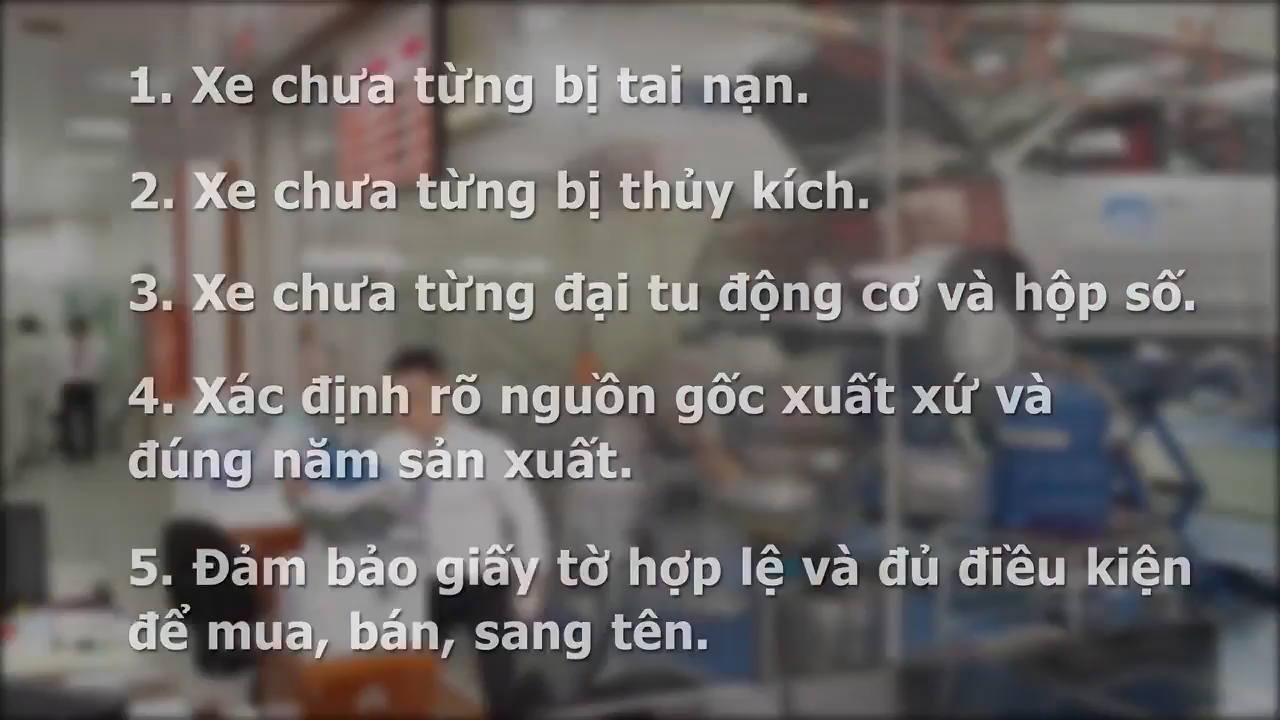 1. Xe chưa từng bị tai nạn.
2. Xe chưa từng bị thủy kích.
3. Xe chưa từng đại tu động cơ và hộp số.
4. Xác định rõ nguồn gốc xuất xứ và
đúng năm sản xuất.
5. Đảm bảo giấy tờ hợp lệ và đủ điều kiện
để mua, bán, sang tên.